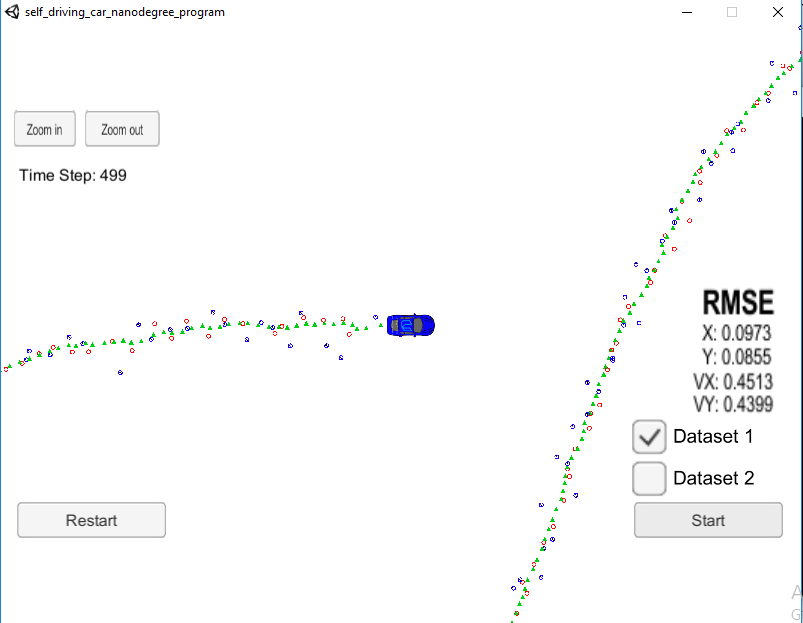 self_driving_car_nanodegree_program
Zoom in
Zoom out
Time Step: 499
RMSE
X: 0.0973
Y: 0.0855
VX: 0.4513
VY: 0.4399
Dataset 1
Dataset 2
Restart
Start
A
G